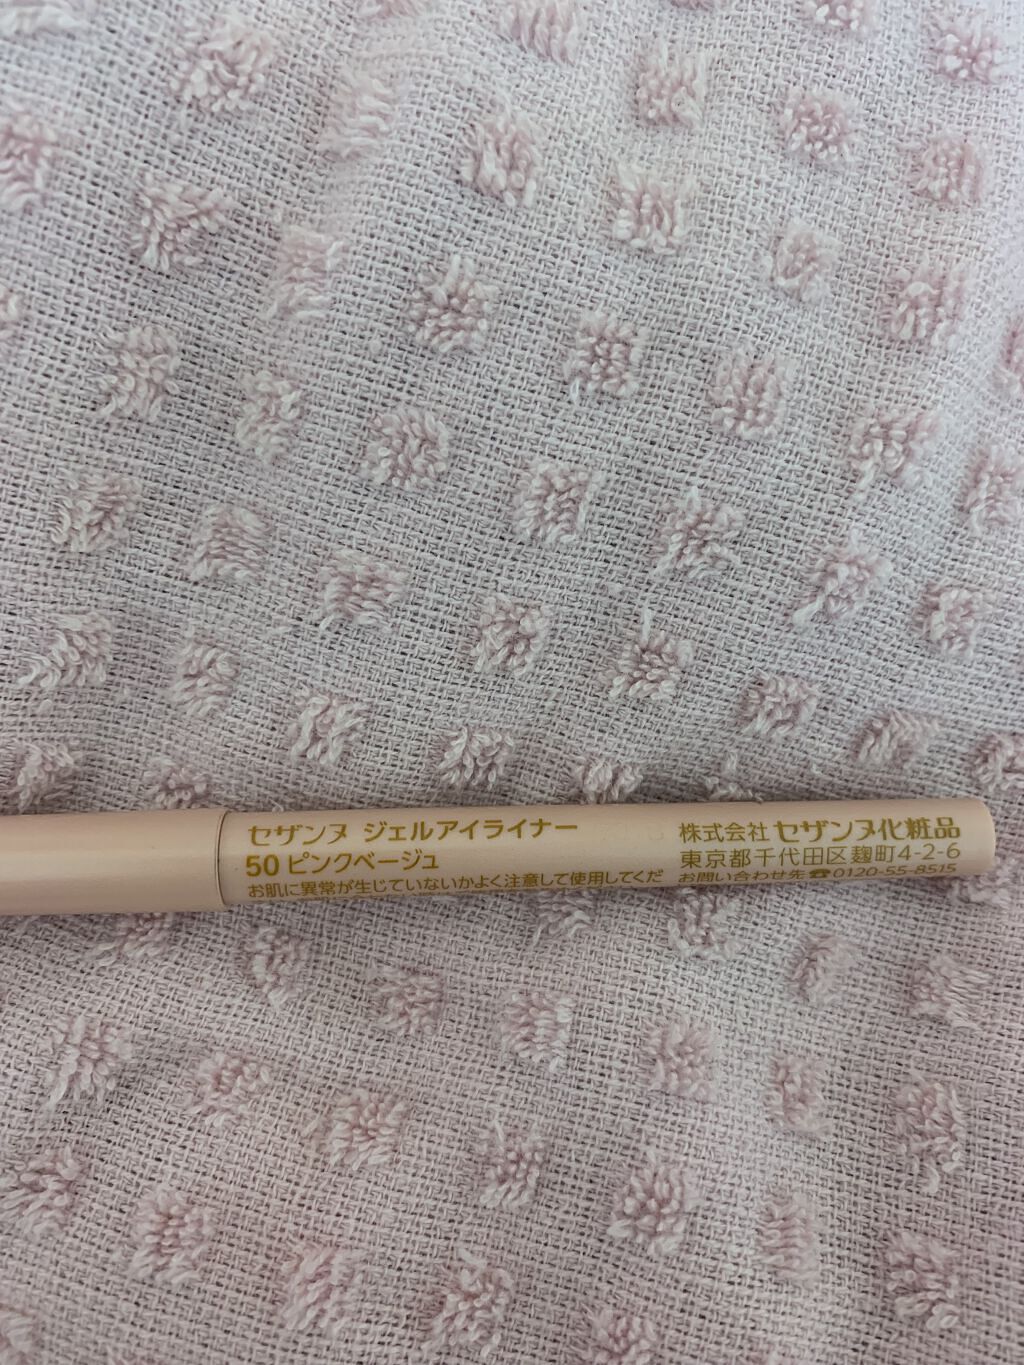 セザンヌ ジェルアイライナー
50 ピンクベージュ
お肌に異常が生じていないかよく注意して使用してくだ
株式会社 セザンヌ化粧品
東京都千代田区麹町4-2-6
お問い合わせ先☎0120-55-8515